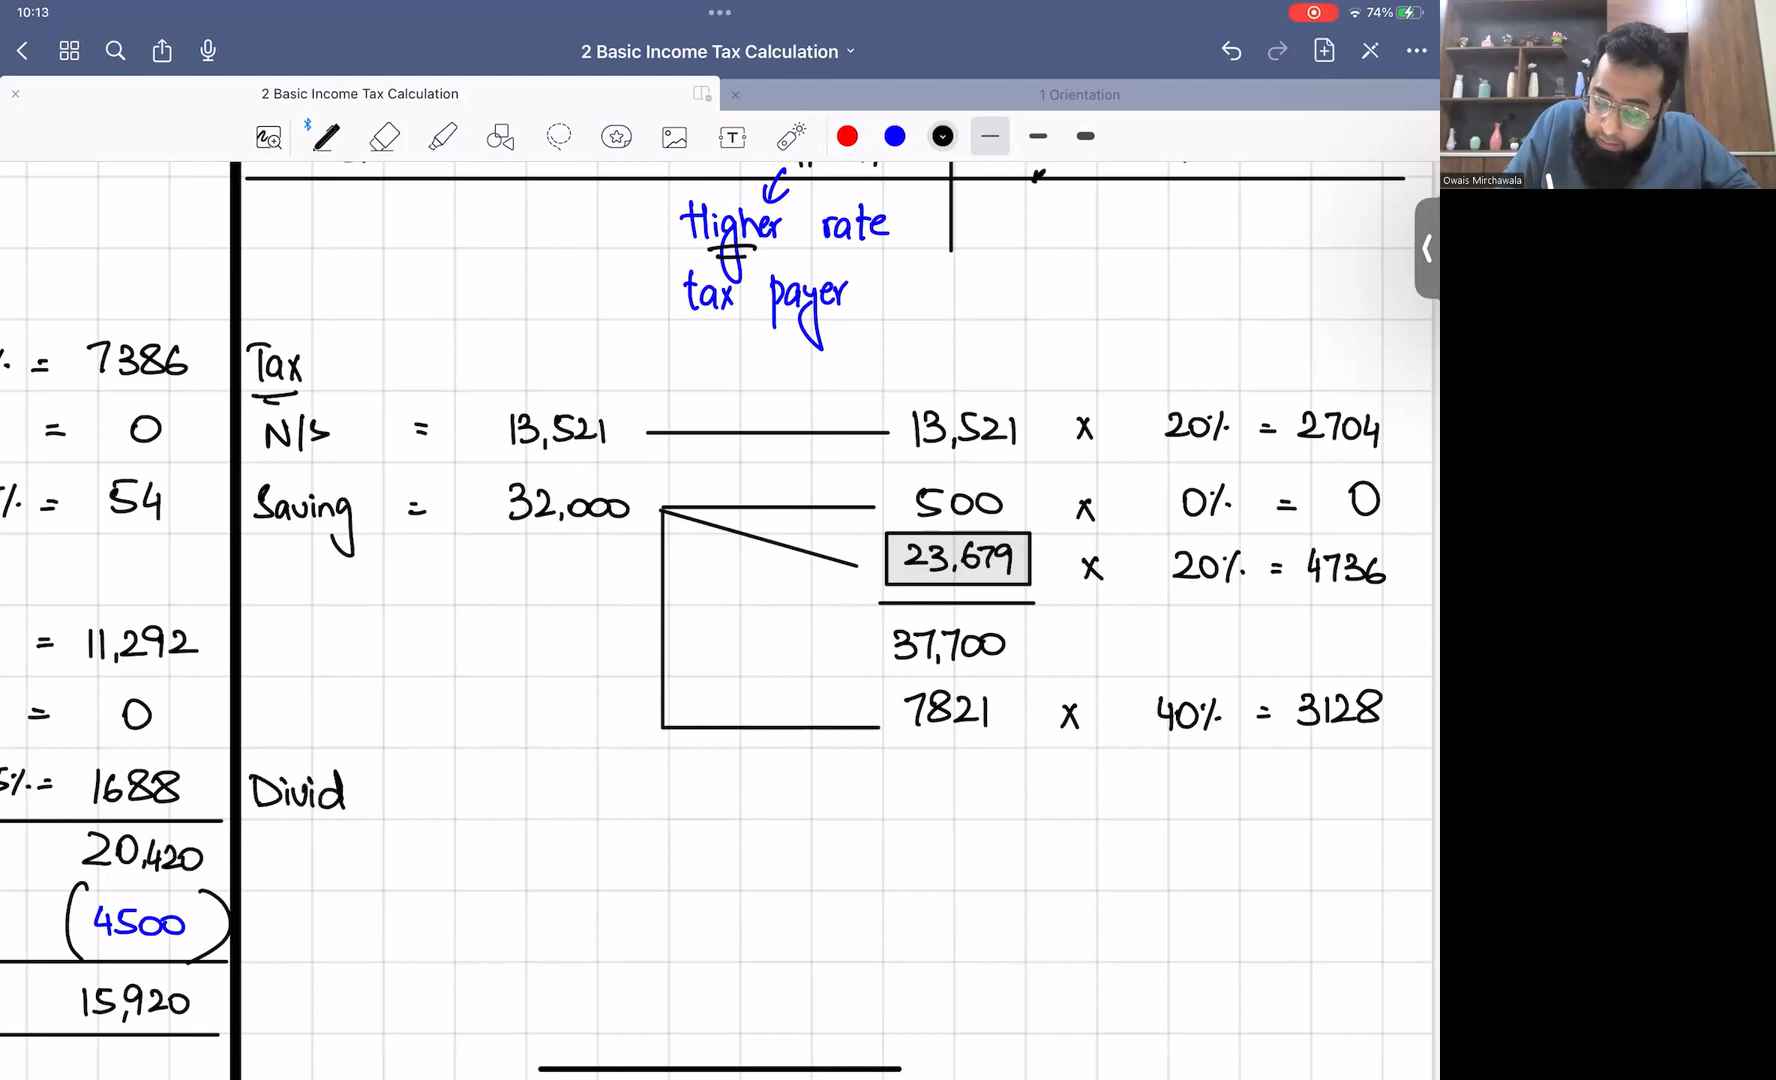 10:13
74%
2 Basic Income Tax Calculation
2 Basic Income Tax Calculation
1 Orientation
T
Owais Mirchawala
Higher rate
tax payer
% = 7386
= 0
% = 54
= 11,292
= 0
5% = 1688
20,420
(4500)
15,920
Tax
N/s = 13,521 13,521 x 20% = 2704
Saving = 32,000 500 x 0% = 0
23,679 x 20% = 4736
37,700
7821 x 40% = 3128
Divid